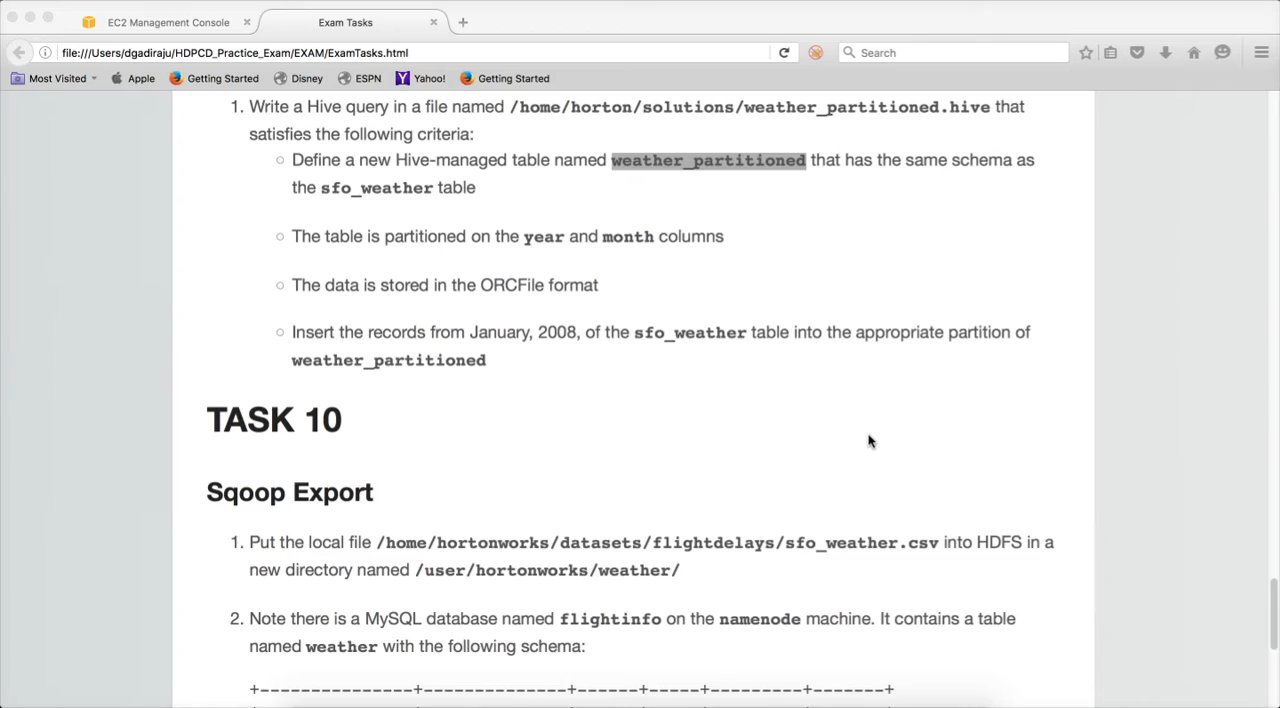 EC2 Management Console
Exam Tasks
file:///Users/dgadiraju/HDPCD_Practice_Exam/EXAM/ExamTasks.html
Search
Most Visited Apple Getting Started Disney ESPN Yahoo! Getting Started
1. Write a Hive query in a file named /home/horton/solutions/weather_partitioned.hive that
satisfies the following criteria:
Define a new Hive-managed table named weather_partitioned that has the same schema as
the sfo_weather table
The table is partitioned on the year and month columns
The data is stored in the ORCFile format
Insert the records from January, 2008, of the sfo_weather table into the appropriate partition of
weather_partitioned
TASK 10
Sqoop Export
1. Put the local file /home/hortonworks/datasets/flightdelays/sfo_weather.csv into HDFS in a
new directory named /user/hortonworks/weather/
2. Note there is a MySQL database named flightinfo on the namenode machine. It contains a table
named weather with the following schema:
+---------------+--------------+------+-----+---------+-------+